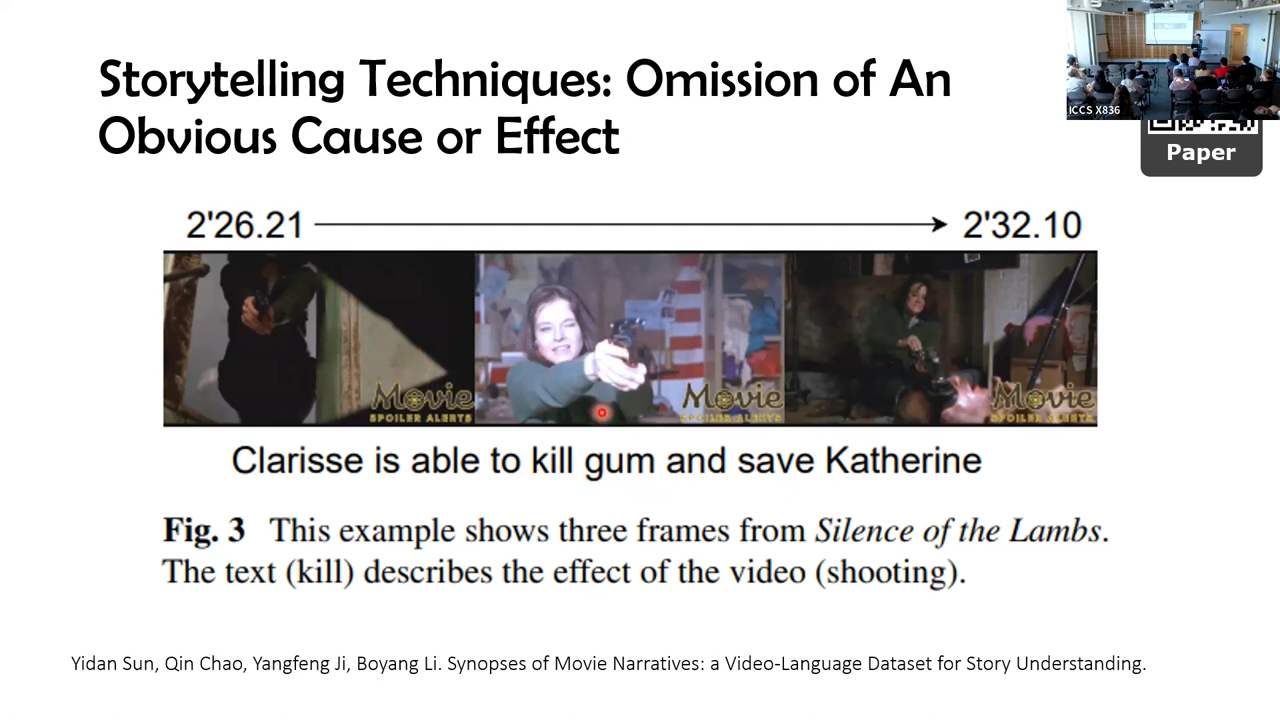 Storytelling Techniques: Omission of An
Obvious Cause or Effect
ICCS X836
Paper
2'26.21
2'32.10
Movie
SPOILER ALERTS
Movie
SPOILER ALERTS
Movie
SPOILER ALERTS
Clarisse is able to kill gum and save Katherine
Fig. 3 This example shows three frames from Silence of the Lambs.
The text (kill) describes the effect of the video (shooting).
Yidan Sun, Qin Chao, Yangfeng Ji, Boyang Li. Synopses of Movie Narratives: a Video-Language Dataset for Story Understanding.